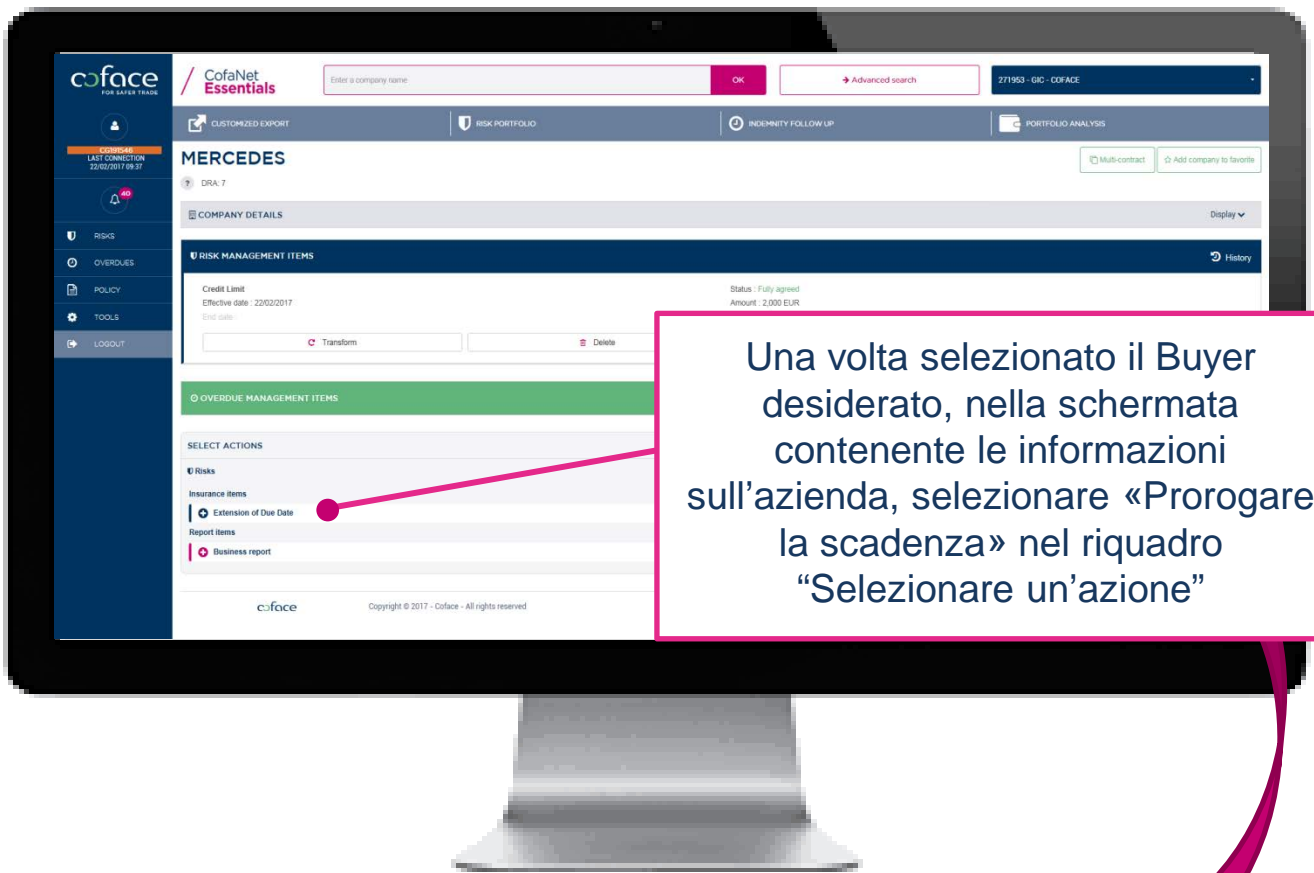 coface
FOR SAFER TRADE
CofaNet
Essentials
Enter a company name
OK
Advanced search
271953 - GIC - COFACE
CG191546
LAST CONNECTION
22/02/2017 09:37
40
RISKS
OVERDUES
POLICY
TOOLS
LOGOUT
CUSTOMIZED EXPORT
RISK PORTFOLIO
INDEMNITY FOLLOW UP
PORTFOLIO ANALYSIS
MERCEDES
Multi-contract
Add company to favorite
? DRA: 7
COMPANY DETAILS
Display
RISK MANAGEMENT ITEMS
History
Credit Limit
Effective date : 22/02/2017
End date
Status : Fully agreed
Amount : 2,000 EUR
Transform
Delete
OVERDUE MANAGEMENT ITEMS
SELECT ACTIONS
Risks
Insurance items
Extension of Due Date
Report items
Business report
coface
Copyright © 2017 - Coface - All rights reserved
Una volta selezionato il Buyer
desiderato, nella schermata
contenente le informazioni
sull’azienda, selezionare «Prorogare
la scadenza» nel riquadro
“Selezionare un’azione”